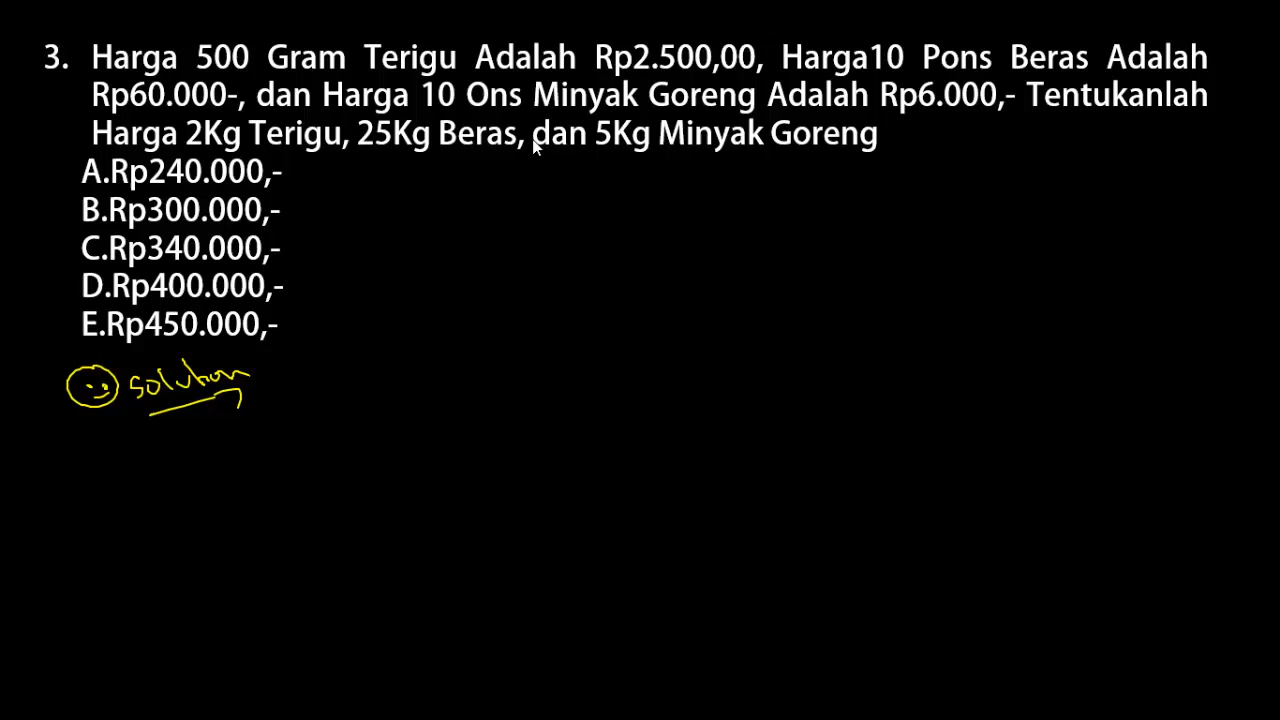 3. Harga 500 Gram Terigu Adalah Rp2.500,00, Harga10 Pons Beras Adalah
Rp60.000-, dan Harga 10 Ons Minyak Goreng Adalah Rp6.000,- Tentukanlah
Harga 2Kg Terigu, 25Kg Beras, dan 5Kg Minyak Goreng
A.Rp240.000,-
B.Rp300.000,-
C.Rp340.000,-
D.Rp400.000,-
E.Rp450.000,-
solution